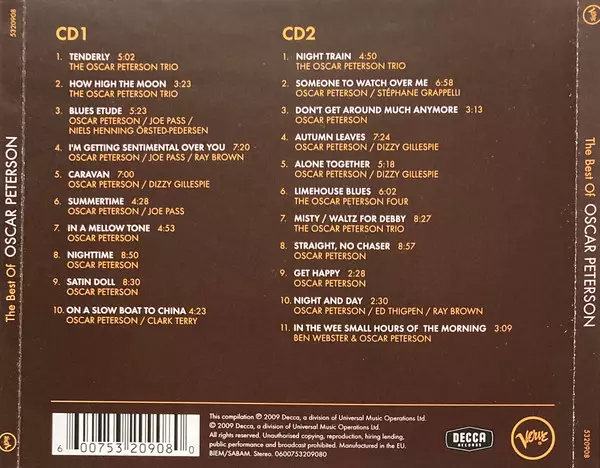 5320908
The Best Of OSCAR PETERSON
CD1
1. TENDERLY 5:02
THE OSCAR PETERSON TRIO
2. HOW HIGH THE MOON 3:23
THE OSCAR PETERSON TRIO
3. BLUES ETUDE 5:23
OSCAR PETERSON / JOE PASS /
NIELS HENNING ÖRSTED-PEDERSEN
4. I'M GETTING SENTIMENTAL OVER YOU 7:20
OSCAR PETERSON / JOE PASS / RAY BROWN
5. CARAVAN 7:00
OSCAR PETERSON / DIZZY GILLESPIE
6. SUMMERTIME 4:28
OSCAR PETERSON / JOE PASS
7. IN A MELLOW TONE 4:53
OSCAR PETERSON
8. NIGHTTIME 8:50
OSCAR PETERSON
9. SATIN DOLL 8:30
OSCAR PETERSON
10. ON A SLOW BOAT TO CHINA 4:23
OSCAR PETERSON / CLARK TERRY
CD2
1. NIGHT TRAIN 4:50
THE OSCAR PETERSON TRIO
2. SOMEONE TO WATCH OVER ME 6:58
OSCAR PETERSON / STÉPHANE GRAPPELLI
3. DON'T GET AROUND MUCH ANYMORE 3:13
OSCAR PETERSON
4. AUTUMN LEAVES 7:24
OSCAR PETERSON / DIZZY GILLESPIE
5. ALONE TOGETHER 5:18
OSCAR PETERSON / DIZZY GILLESPIE
6. LIMEHOUSE BLUES 6:02
THE OSCAR PETERSON FOUR
7. MISTY / WALTZ FOR DEBBY 8:27
THE OSCAR PETERSON TRIO
8. STRAIGHT, NO CHASER 8:57
OSCAR PETERSON
9. GET HAPPY 2:28
OSCAR PETERSON
10. NIGHT AND DAY 2:30
OSCAR PETERSON / ED THIGPEN / RAY BROWN
11. IN THE WEE SMALL HOURS OF THE MORNING 3:09
BEN WEBSTER & OSCAR PETERSON
6 00753 20908 0
This compilation ℗ 2009 Decca, a division of Universal Music Operations Ltd.
© 2009 Decca, a division of Universal Music Operations Ltd.
All rights reserved. Unauthorised copying, reproduction, hiring lending,
public performance and broadcast prohibited. Manufactured in the EU.
BIEM/SABAM. Stereo. 0600753209080
DECCA
RECORDS
Verve
Verve
The Best Of OSCAR PETERSON
5320908
Verve